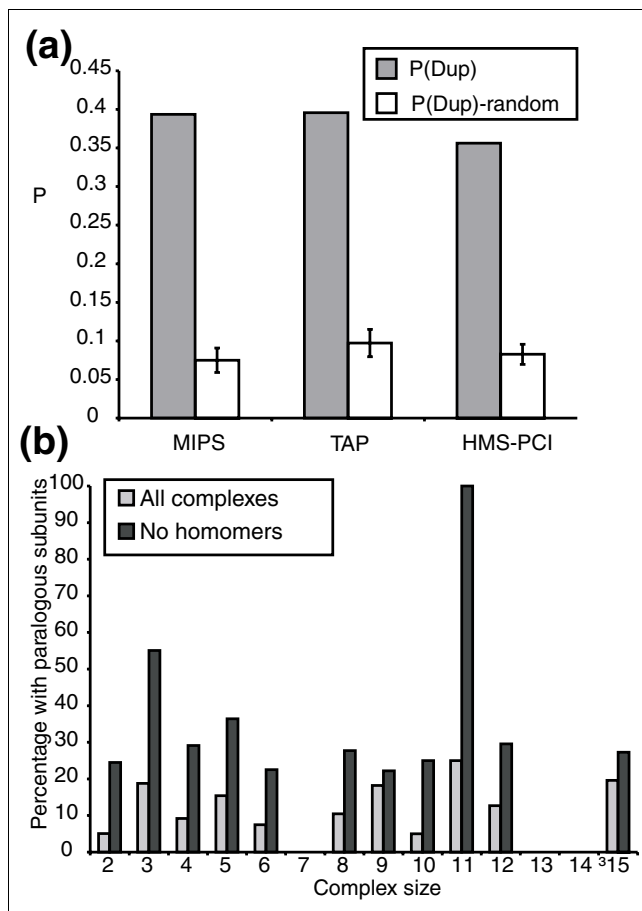 (a)
0.45
0.4
0.35
0.3
0.25
0.2
0.15
0.1
0.05
0
P
P(Dup)
P(Dup)-random
MIPS TAP HMS-PCI
(b)
100
90
80
70
60
50
40
30
20
10
0
Percentage with paralogous subunits
All complexes
No homomers
2 3 4 5 6 7 8 9 10 11 12 13 14 ³15
Complex size